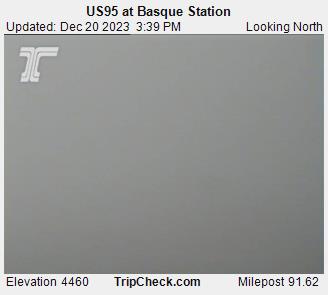 US95 at Basque Station
Updated: Dec 20 2023 3:39 PM Looking North
Elevation 4460 TripCheck.com Milepost 91.62